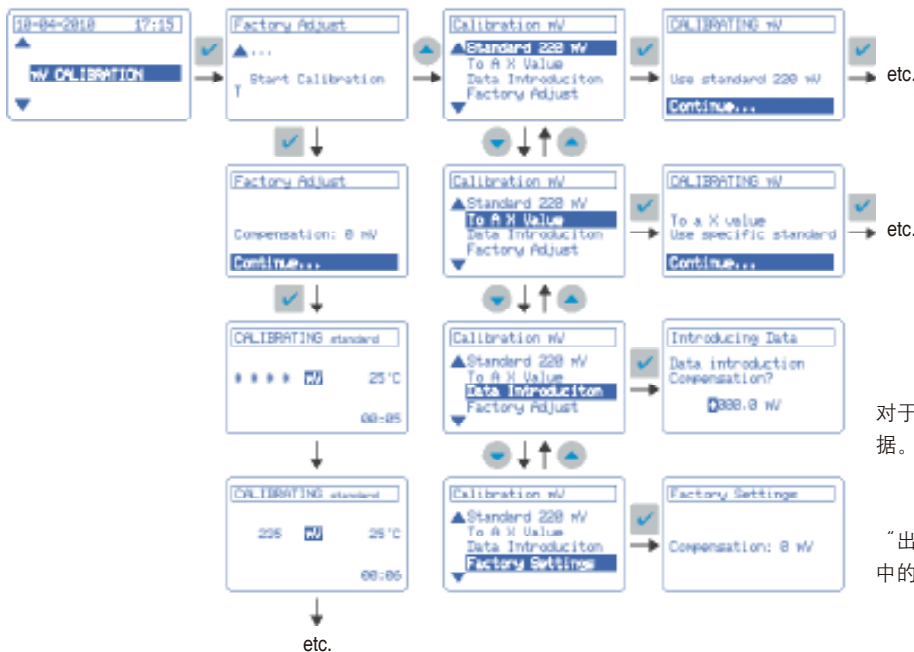 10-04-2010 17:15
mV CALIBRATION
Factory Adjust
...
Start Calibration
Calibration mV
Standard 220 mV
To A X Value
Data Introduciton
Factory Adjust
CALIBRATING mV
Use standard 220 mV
Continue...
etc.
Factory Adjust
Compensation: 0 mV
Continue...
Calibration mV
Standard 220 mV
To A X Value
Data Introduciton
Factory Adjust
CALIBRATING mV
To a X value
Use specific standard
Continue...
etc.
CALIBRATING standard
mV 25°C
00:05
Calibration mV
Standard 220 mV
To A X Value
Data Introduciton
Factory Adjust
Introducing Data
Data introduction
Compensation?
000.0 mV
对于
据。
CALIBRATING standard
235 mV 25°C
00:06
Calibration mV
Standard 220 mV
To A X Value
Data Introduciton
Factory Settings
Factory Settings
Compensation: 0 mV
“出
中的
etc.